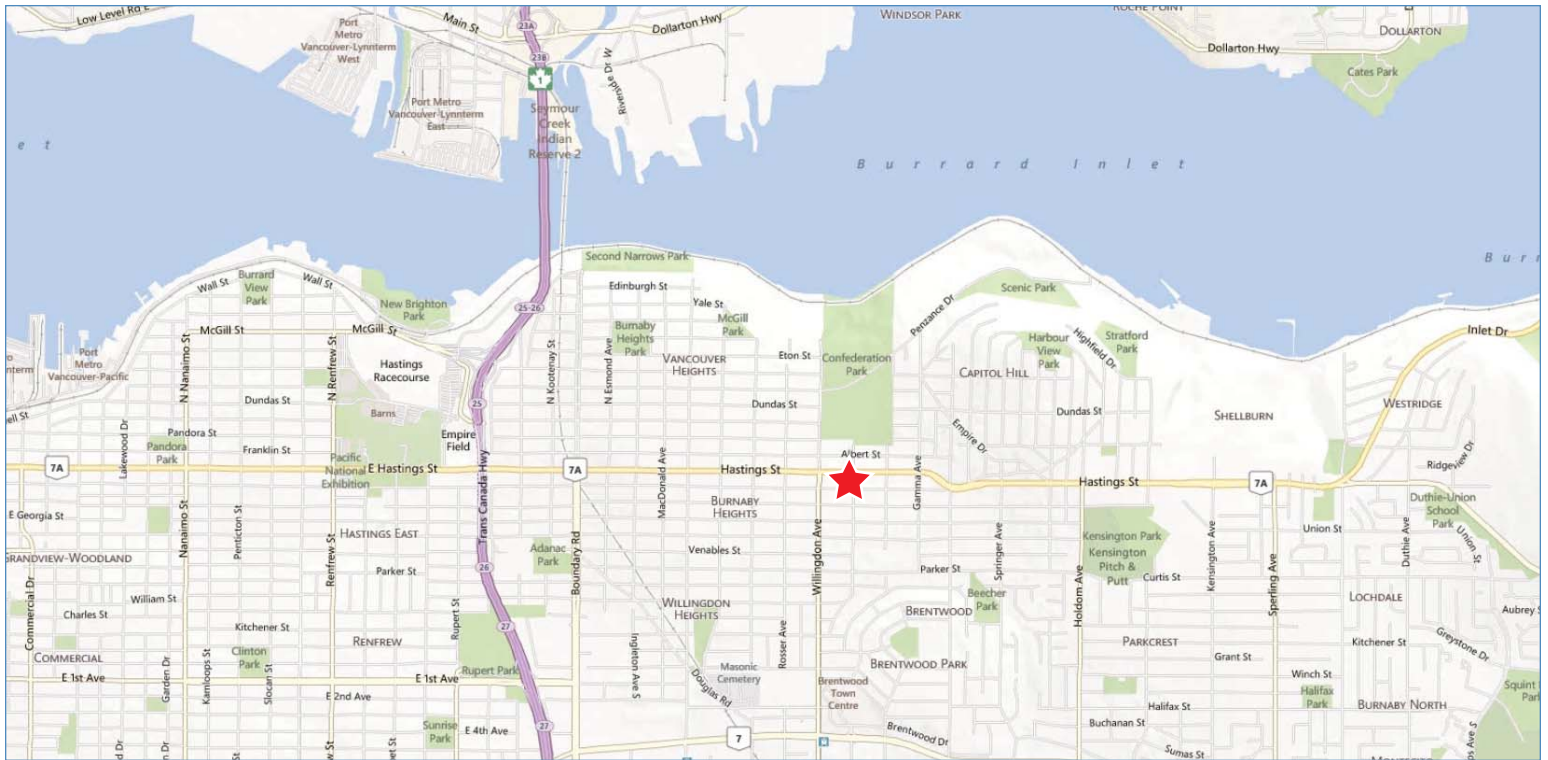 Low Level Rd E
Port
Metro
Vancouver-Lynnterm
West
Main St
23A
Dollarton Hwy
WINDSOR PARK
ROCHE POINT
DOLLARTON
Dollarton Hwy
Cates Park
23B
1
Riverside Dr W
Port Metro
Vancouver-Lynnterm
East
Seymour
Creek
Indian
Reserve 2
e t
Burrard Inlet
Burr
Second Narrows Park
Wall St
Burrard
View
Park
Wall St
New Brighton
Park
25-26
Edinburgh St
Yale St
McGill
Park
Scenic Park
Penzance Dr
McGill St
McGill St
Burnaby
Heights
Park
Harbour
View
Park
Highfield Dr
Stratford
Park
Inlet Dr
Port
Metro
Vancouver-Pacific
N Nanaimo St
N Renfrew St
Hastings
Racecourse
N Kootenay St
N Esmond Ave
VANCOUVER
HEIGHTS
Eton St
Confederation
Park
CAPITOL HILL
Dundas St
Barns
25
Dundas St
Dundas St
SHELLBURN
WESTRIDGE
Lakewood Dr
Pandora St
Pandora
Park
Franklin St
Empire
Field
Empire Dr
Albert St
Ridgeview Dr
7A
Pacific
National
Exhibition
E Hastings St
Trans Canada Hwy
7A
MacDonald Ave
Hastings St
Gamma Ave
Hastings St
7A
Duthie-Union
School
Park
E Georgia St
Nanaimo St
Penticton St
HASTINGS EAST
BURNABY
HEIGHTS
Willingdon Ave
Springer Ave
Kensington Park
Kensington
Pitch &
Putt
Kensington Ave
Union St
Duthie Ave
Union St
GRANDVIEW-WOODLAND
Renfrew St
Parker St
26
Adanac
Park
Boundary Rd
Venables St
Parker St
Curtis St
Sperling Ave
Commercial Dr
William St
Charles St
Kitchener St
Rupert St
27
WILLINGDON
HEIGHTS
Beecher
Park
BRENTWOOD
Holdom Ave
LOCHDALE
Aubrey S
RENFREW
Ingleton Ave S
Rosser Ave
PARKCREST
Kitchener St
Greystone Dr
COMMERCIAL
Clinton
Park
Rupert Park
BRENTWOOD PARK
Grant St
E 1st Ave
Garden Dr
Kamloops St
Slocan St
E 1st Ave
Masonic
Cemetery
Douglas Rd
Brentwood
Town
Centre
Winch St
Halifax
Park
Squint
Par
E 2nd Ave
Halifax St
BURNABY NORTH
Sunrise
Park
E 4th Ave
27
7
Brentwood Dr
Buchanan St
Sumas St